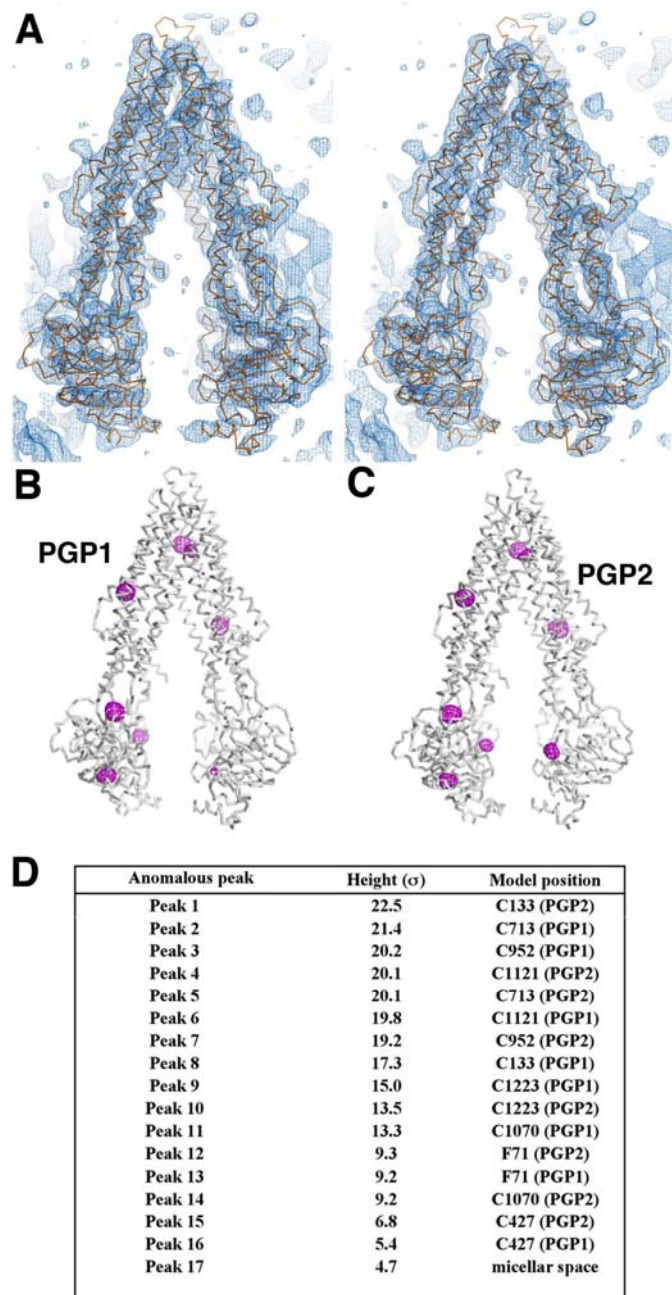 A
B
PGP1
C
PGP2
D
Anomalous peak Height (σ) Model position
Peak 1 22.5 C133 (PGP2)
Peak 2 21.4 C713 (PGP1)
Peak 3 20.2 C952 (PGP1)
Peak 4 20.1 C1121 (PGP2)
Peak 5 20.1 C713 (PGP2)
Peak 6 19.8 C1121 (PGP1)
Peak 7 19.2 C952 (PGP2)
Peak 8 17.3 C133 (PGP1)
Peak 9 15.0 C1223 (PGP1)
Peak 10 13.5 C1223 (PGP2)
Peak 11 13.3 C1070 (PGP1)
Peak 12 9.3 F71 (PGP2)
Peak 13 9.2 F71 (PGP1)
Peak 14 9.2 C1070 (PGP2)
Peak 15 6.8 C427 (PGP2)
Peak 16 5.4 C427 (PGP1)
Peak 17 4.7 micellar space